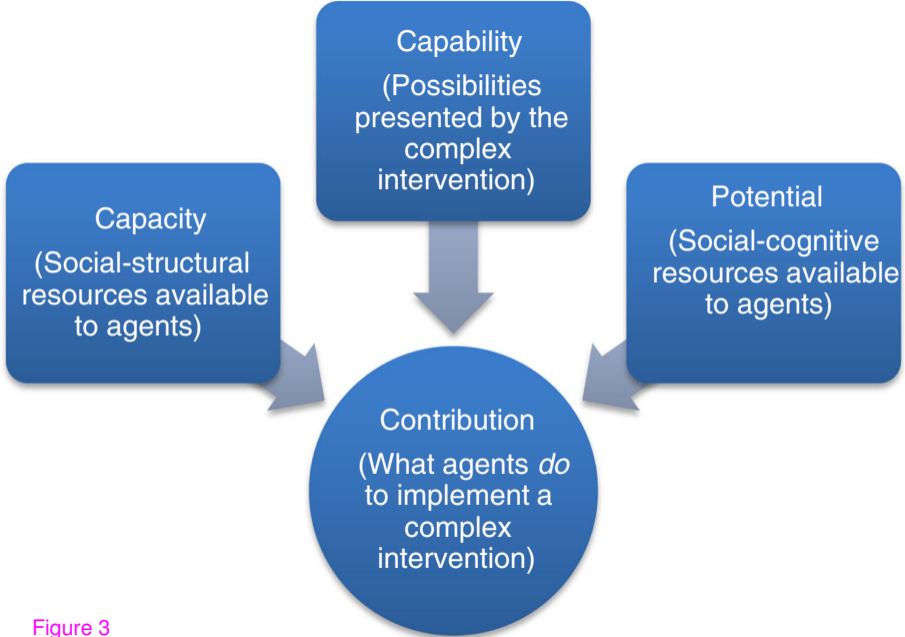 Capability
(Possibilities
presented by the
complex
intervention)
Capacity
(Social-structural
resources available
to agents)
Potential
(Social-cognitive
resources available
to agents)
Contribution
(What agents do
to implement a
complex
intervention)
Figure 3